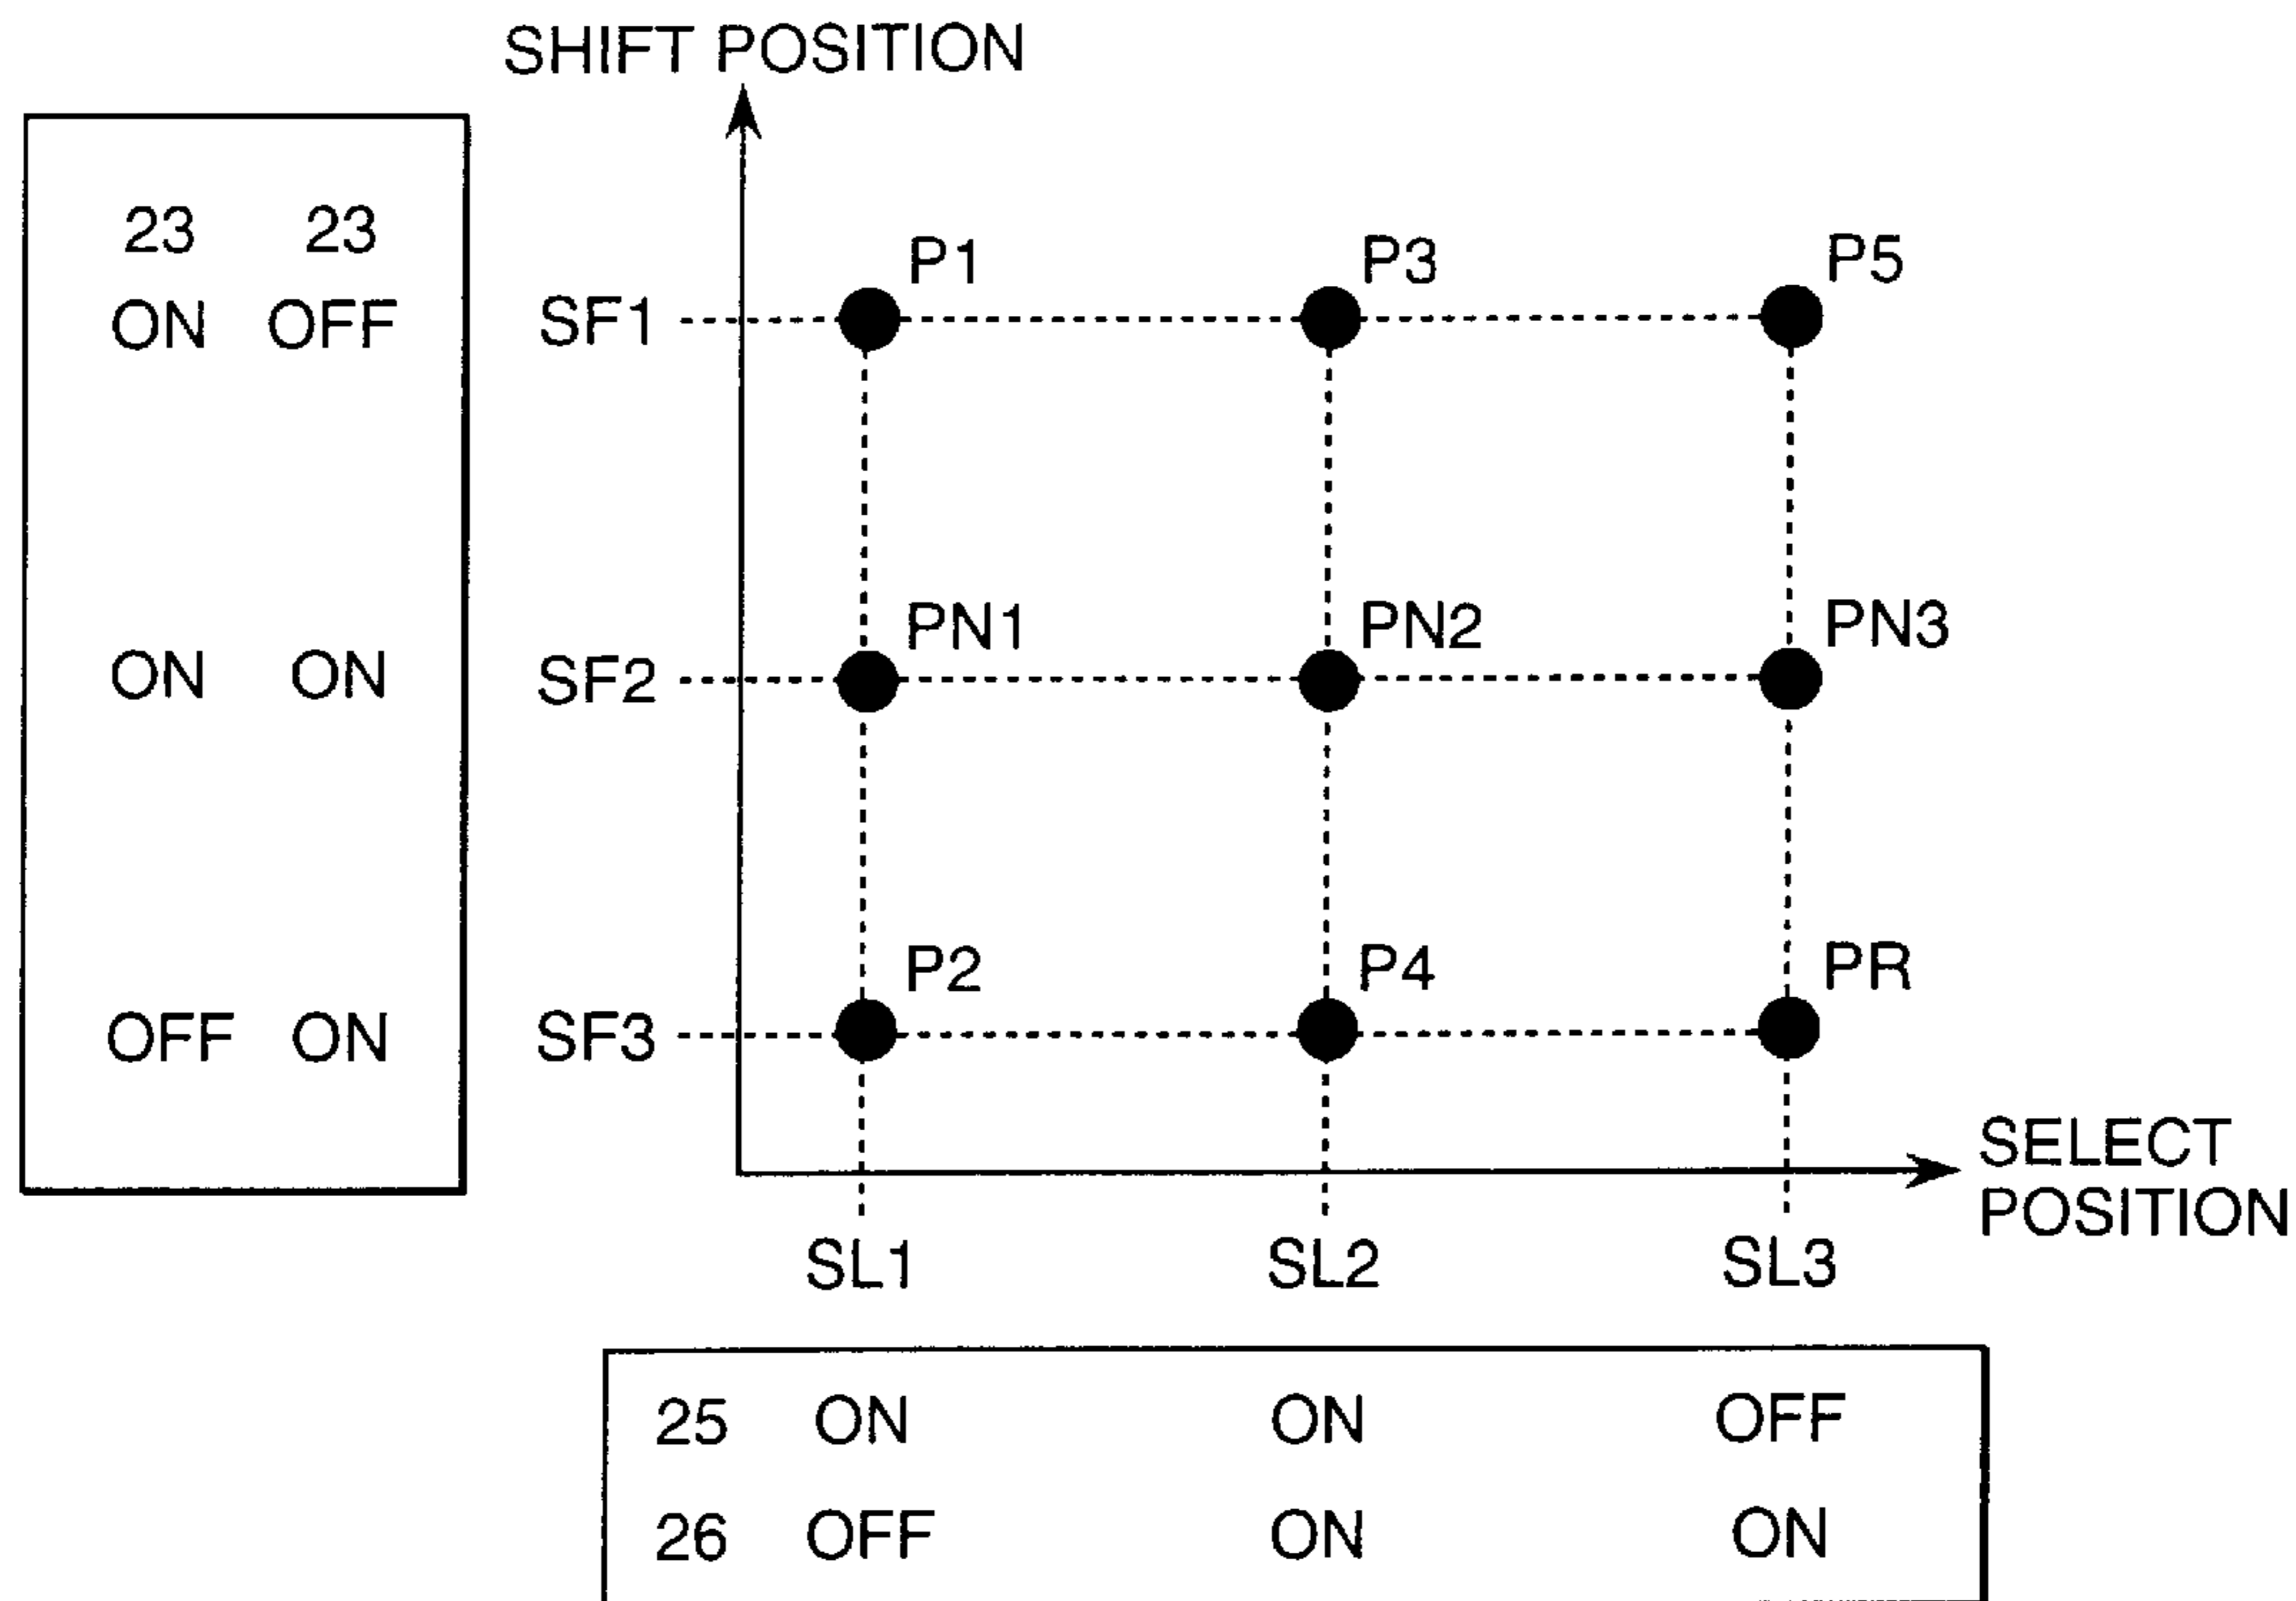 SHIFT POSITION
23 23
ON OFF
SF1
P1 P3 P5
ON ON
SF2
PN1 PN2 PN3
OFF ON
SF3
P2 P4 PR
SELECT
POSITION
SL1 SL2 SL3
25 ON ON OFF
26 OFF ON ON